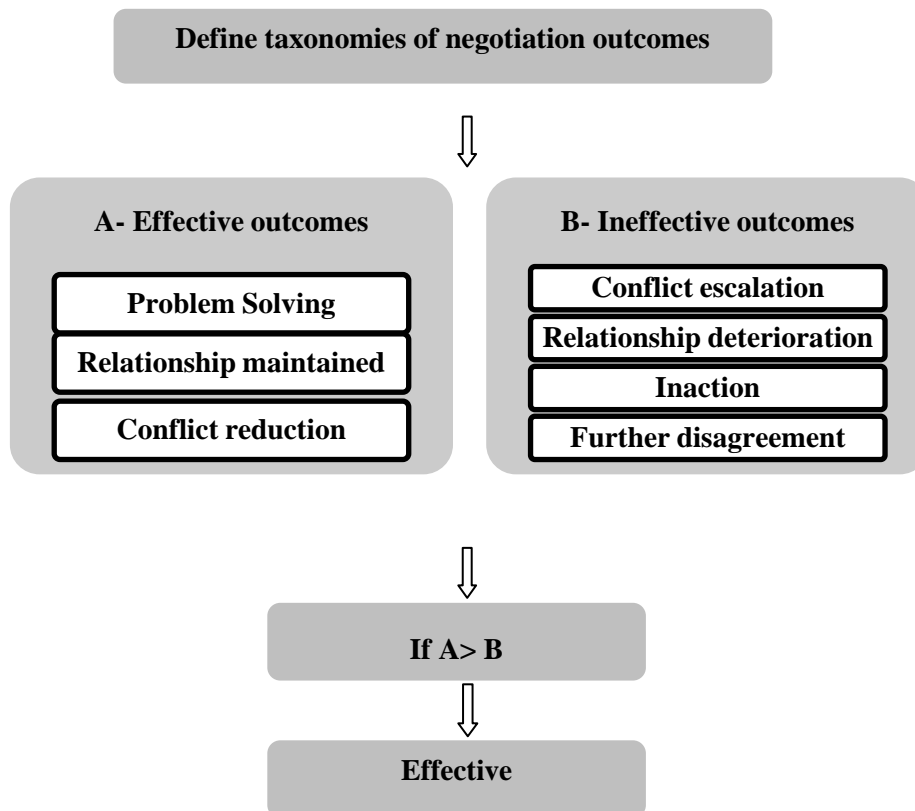 Define taxonomies of negotiation outcomes
A- Effective outcomes
Problem Solving
Relationship maintained
Conflict reduction
B- Ineffective outcomes
Conflict escalation
Relationship deterioration
Inaction
Further disagreement
If A> B
Effective